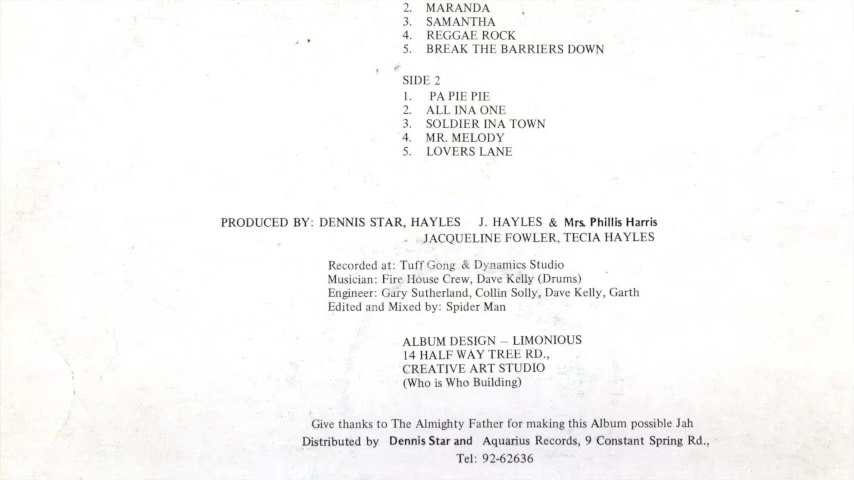 2. MARANDA
3. SAMANTHA
4. REGGAE ROCK
5. BREAK THE BARRIERS DOWN
SIDE 2
1. PA PIE PIE
2. ALL INA ONE
3. SOLDIER INA TOWN
4. MR. MELODY
5. LOVERS LANE
PRODUCED BY: DENNIS STAR, HAYLES J. HAYLES & Mrs. Phillis Harris
JACQUELINE FOWLER, TECIA HAYLES
Recorded at: Tuff Gong & Dynamics Studio
Musician: Fire House Crew, Dave Kelly (Drums)
Engineer: Gary Sutherland, Collin Solly, Dave Kelly, Garth
Edited and Mixed by: Spider Man
ALBUM DESIGN – LIMONIOUS
14 HALF WAY TREE RD.,
CREATIVE ART STUDIO
(Who is Who Building)
Give thanks to The Almighty Father for making this Album possible Jah
Distributed by Dennis Star and Aquarius Records, 9 Constant Spring Rd.,
Tel: 92-62636